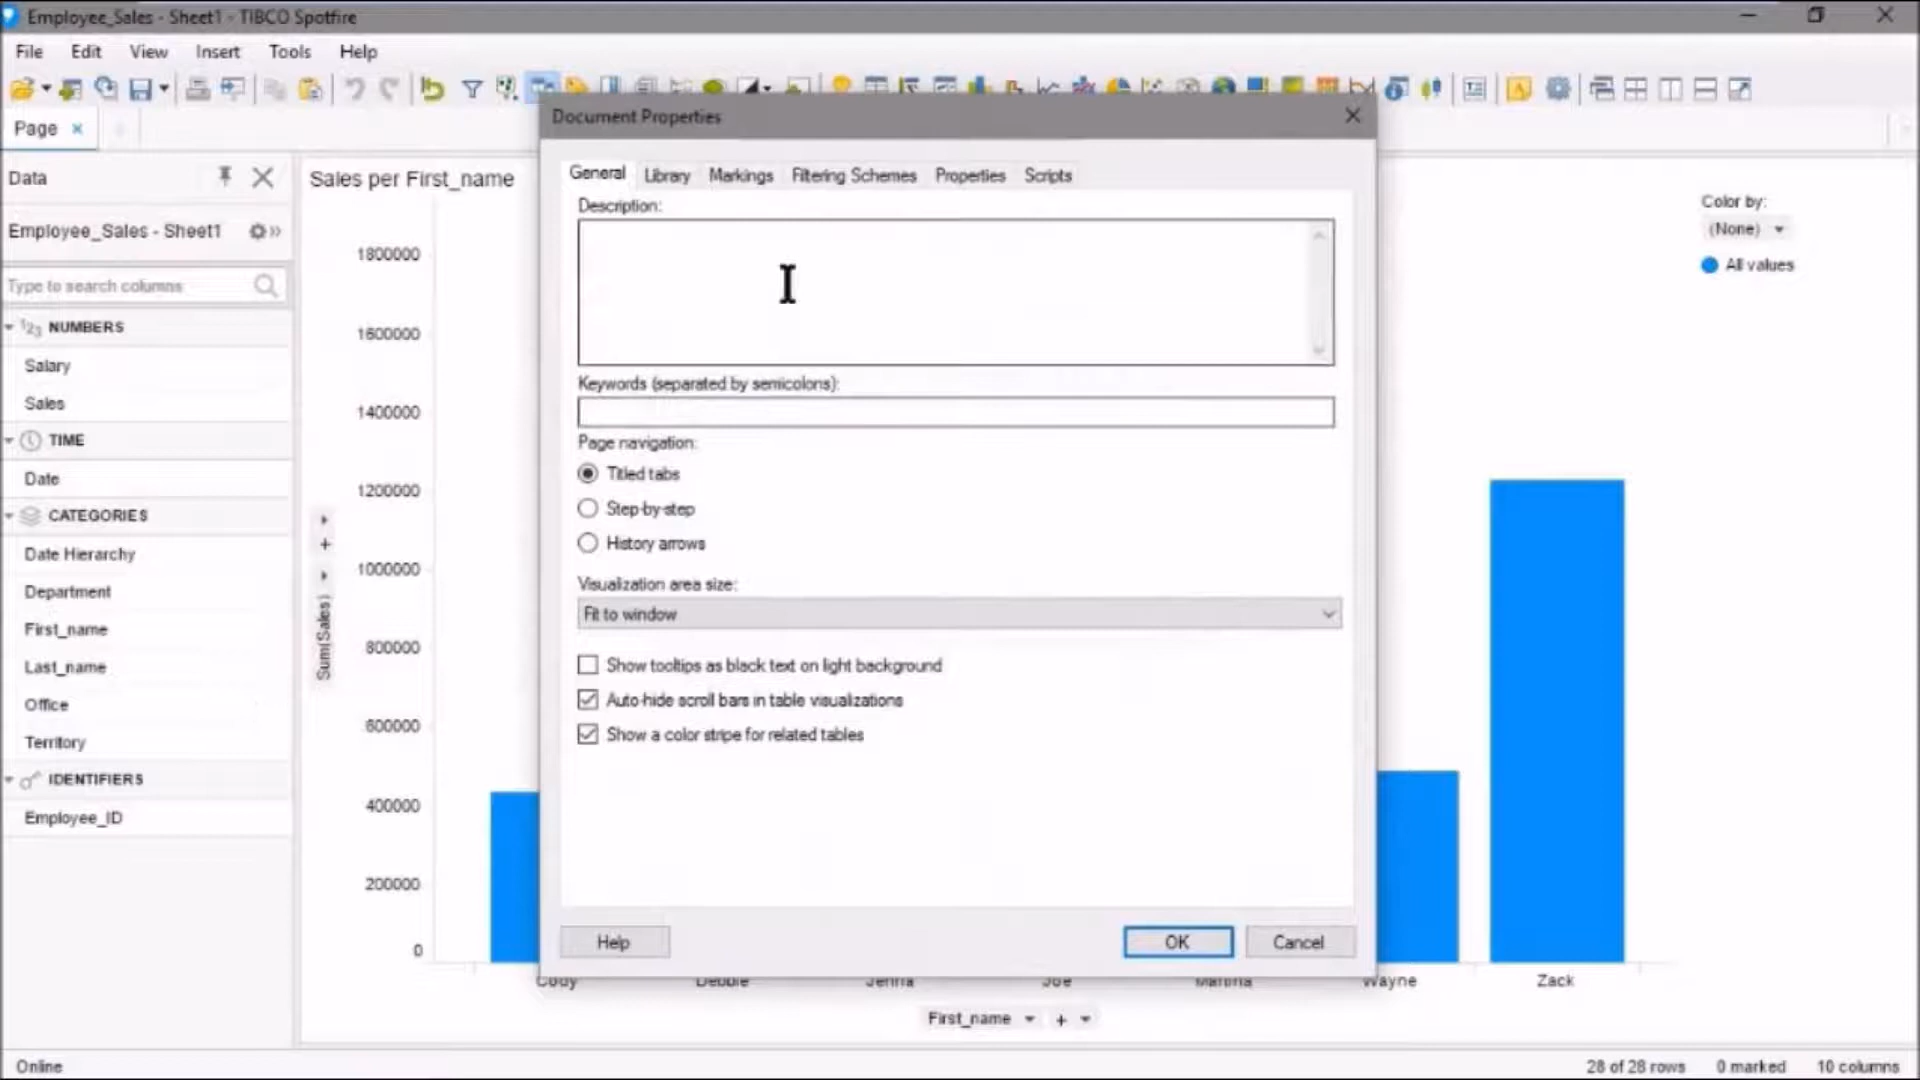 Employee_Sales - Sheet1 - TIBCO Spotfire
File Edit View Insert Tools Help
Page
Data
Employee_Sales - Sheet1
Type to search columns
123 NUMBERS
Salary
Sales
TIME
Date
CATEGORIES
Date Hierarchy
Department
First_name
Last_name
Office
Territory
IDENTIFIERS
Employee_ID
Sales per First_name
1800000
1600000
1400000
1200000
1000000
800000
600000
400000
200000
0
Sum(Sales)
Document Properties
General Library Markings Filtering Schemes Properties Scripts
Description:
Keywords (separated by semicolons):
Page navigation:
Titled tabs
Step-by-step
History arrows
Visualization area size:
Fit to window
Show tooltips as black text on light background
Auto-hide scroll bars in table visualizations
Show a color stripe for related tables
Help OK Cancel
Cody Debbie Jenna Joe Martina Wayne Zack
First_name +
Color by:
(None)
All values
Online 28 of 28 rows 0 marked 10 columns